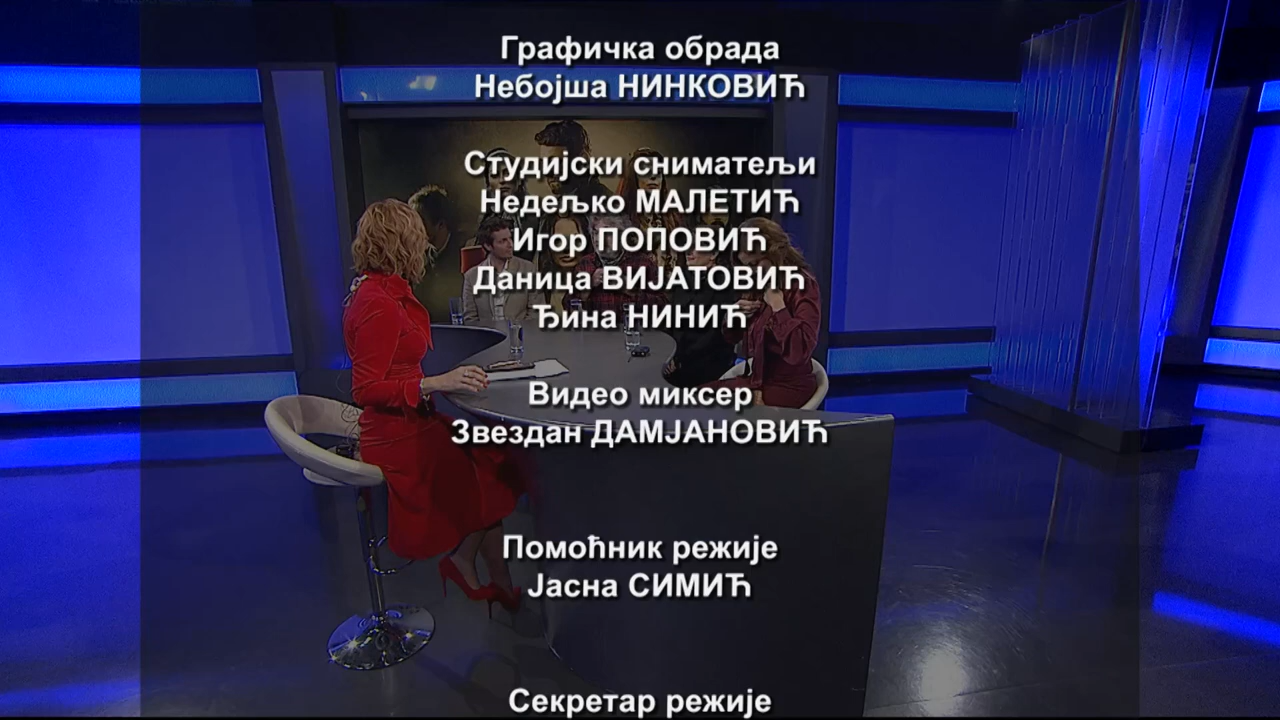 Графичка обрада
Небојша НИНКОВИЋ
Студијски сниматељи
Недељко МАЛЕТИЋ
Игор ПОПОВИЋ
Даница ВИЈАТОВИЋ
Ђина НИНИЋ
Видео миксер
Звездан ДАМЈАНОВИЋ
Помоћник режије
Јасна СИМИЋ
Секретар режије